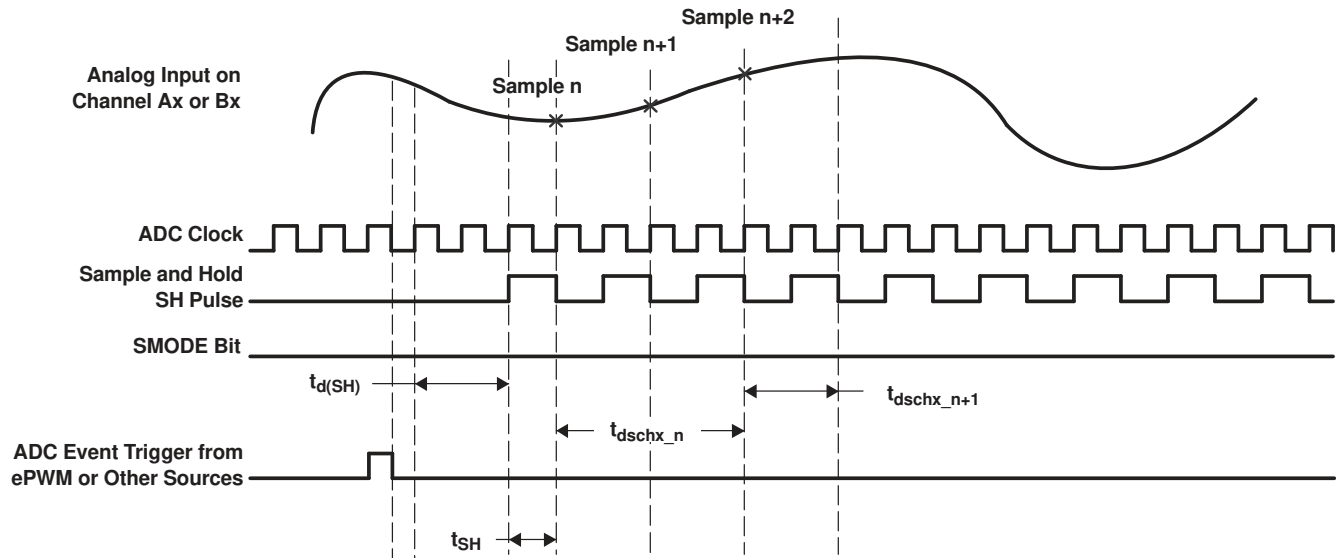 Sample n+2
Sample n+1
Analog Input on
Channel Ax or Bx
Sample n
ADC Clock
Sample and Hold
SH Pulse
SMODE Bit
td(SH)
tdschx_n+1
tdschx_n
ADC Event Trigger from
ePWM or Other Sources
tSH